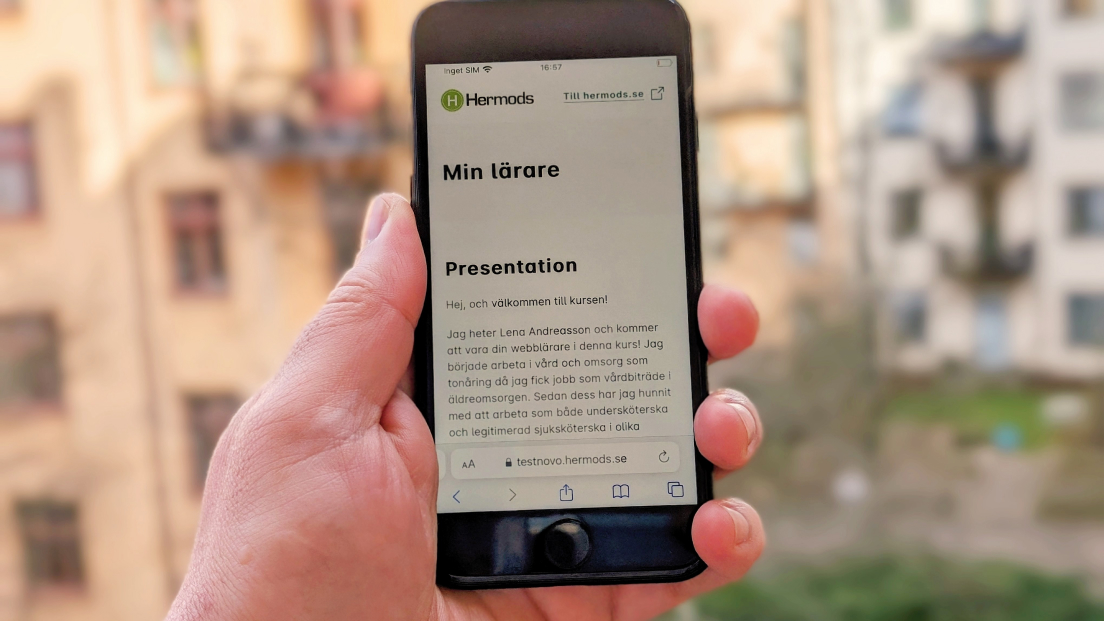 Inget SIM
16:57
H Hermods
Till hermods.se
Min lärare
Presentation
Hej, och välkommen till kursen!
Jag heter Lena Andreasson och kommer
att vara din webblärare i denna kurs! Jag
började arbeta i vård och omsorg som
tonåring då jag fick jobb som vårdbiträde i
äldreomsorgen. Sedan dess har jag hunnit
med att arbeta som både undersköterska
och legitimerad sjuksköterska i olika
AA testnovo.hermods.se